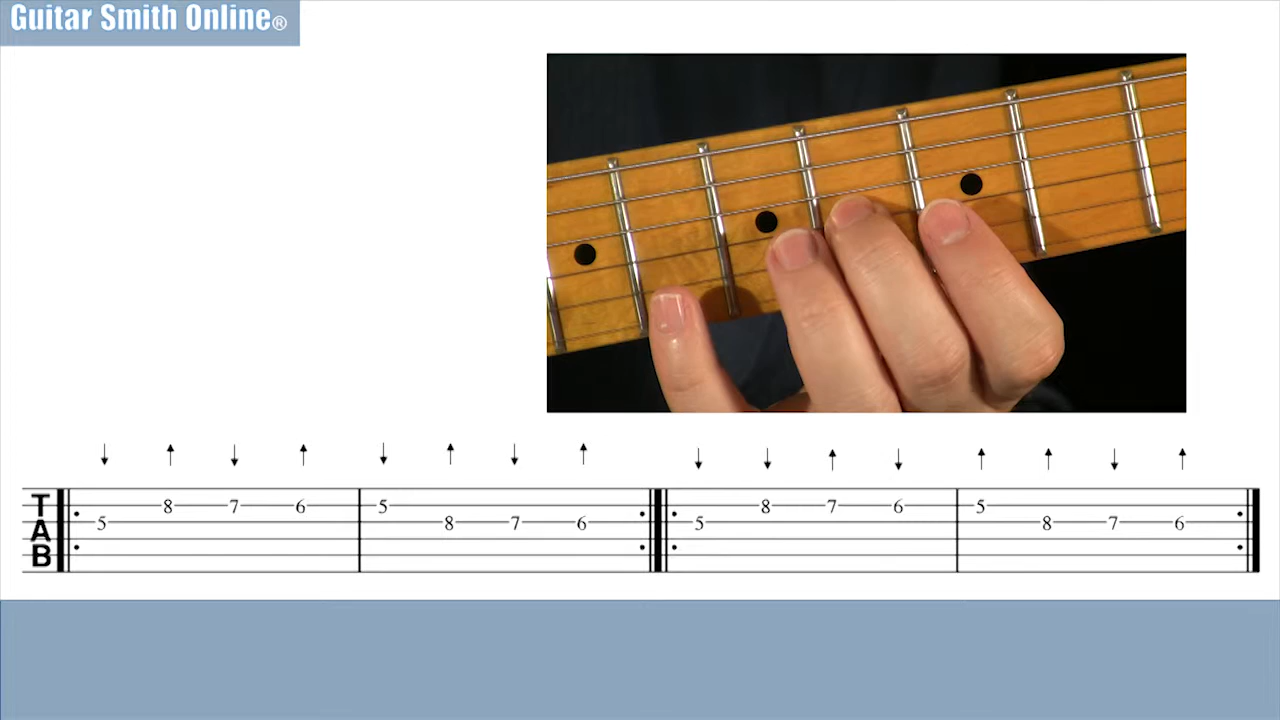 Guitar Smith Online®
↓ ↑ ↓ ↑ ↓ ↑ ↓ ↑ ↓ ↓ ↑ ↓ ↑ ↑ ↓ ↑
T 8 7 6 5 8 7 6 5
A 5 8 7 6 5 8 7 6
B